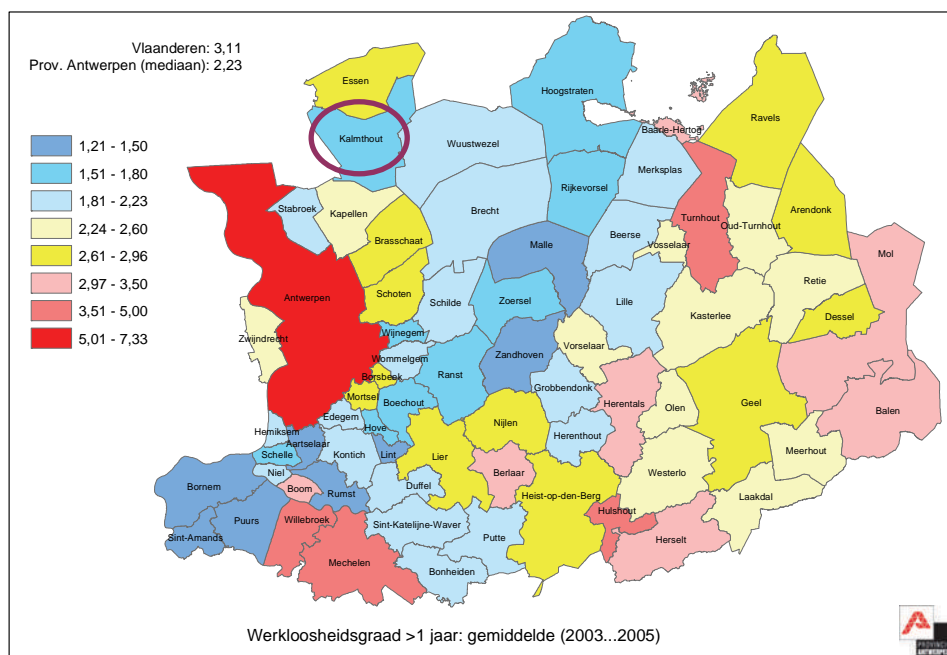 Vlaanderen: 3,11
Prov. Antwerpen (mediaan): 2,23
1,21 - 1,50
1,51 - 1,80
1,81 - 2,23
2,24 - 2,60
2,61 - 2,96
2,97 - 3,50
3,51 - 5,00
5,01 - 7,33
Essen
Hoogstraten
Kalmthout
Wuustwezel
Baarle-Hertog
Ravels
Merksplas
Rijkevorsel
Stabroek
Kapellen
Brecht
Turnhout
Arendonk
Oud-Turnhout
Brasschaat
Malle
Beerse
Vosselaar
Mol
Antwerpen
Schoten
Schilde
Zoersel
Lille
Retie
Kasterlee
Dessel
Zwijndrecht
Wijnegem
Wommelgem
Zandhoven
Vorselaar
Borsbeek
Ranst
Grobbendonk
Mortsel
Boechout
Herentals
Olen
Geel
Balen
Edegem
Hemiksem
Hove
Nijlen
Herenthout
Aartselaar
Kontich
Lint
Lier
Meerhout
Schelle
Niel
Berlaar
Westerlo
Bornem
Boom
Rumst
Duffel
Heist-op-den-Berg
Laakdal
Puurs
Willebroek
Hulshout
Sint-Katelijne-Waver
Sint-Amands
Putte
Herselt
Mechelen
Bonheiden
Werkloosheidsgraad >1 jaar: gemiddelde (2003...2005)
A
PROVINCIE
ANTWERPEN